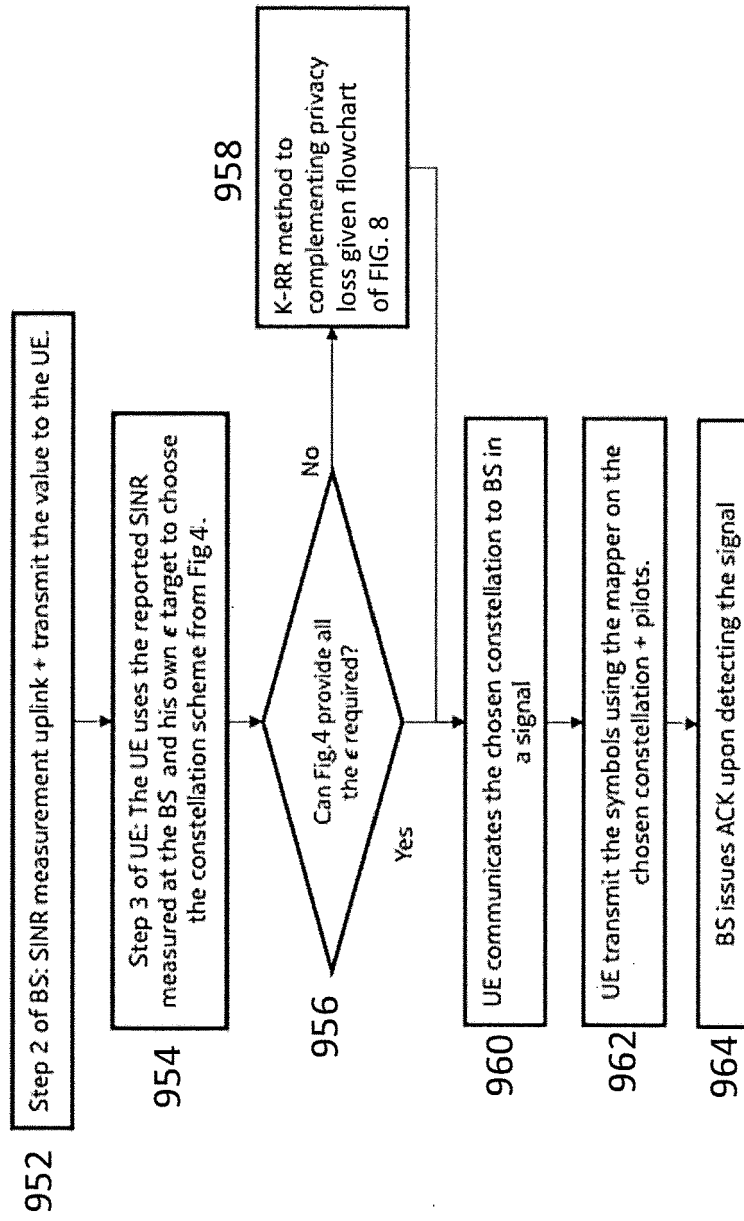 952
Step 2 of BS: SINR measurement uplink + transmit the value to the UE.
954
Step 3 of UE: The UE uses the reported SINR
measured at the BS and his own ϵ target to choose
the constellation scheme from Fig 4.
956
Can Fig.4 provide all
the ϵ required?
No
Yes
958
K-RR method to
complementing privacy
loss given flowchart
of FIG. 8
960
UE communicates the chosen constellation to BS in
a signal
962
UE transmit the symbols using the mapper on the
chosen constellation + pilots.
964
BS issues ACK upon detecting the signal